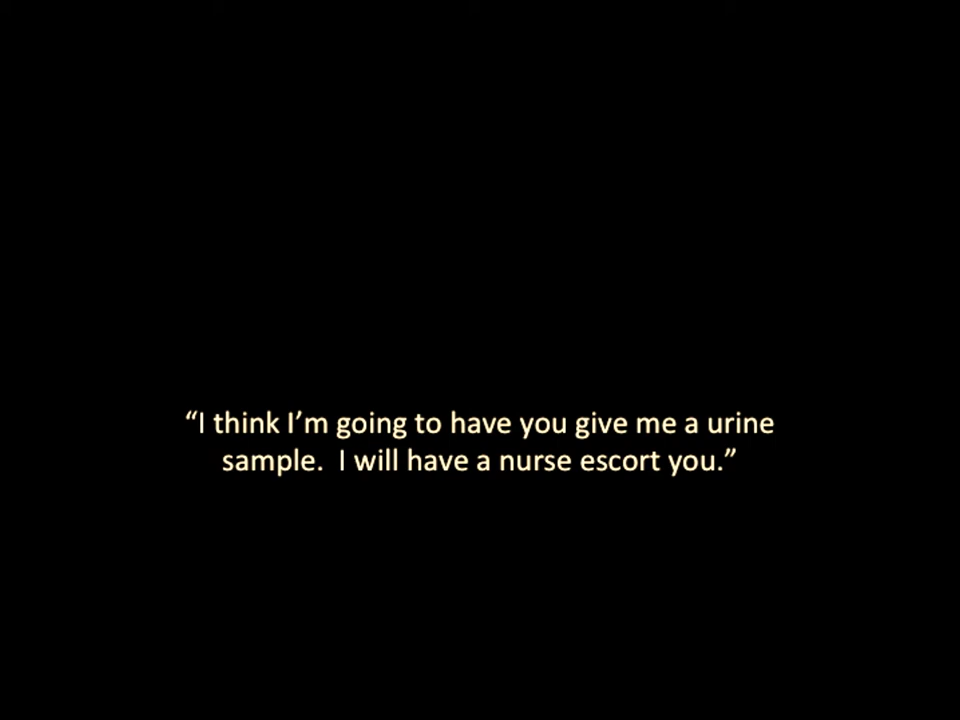 “I think I’m going to have you give me a urine
sample.  I will have a nurse escort you.”